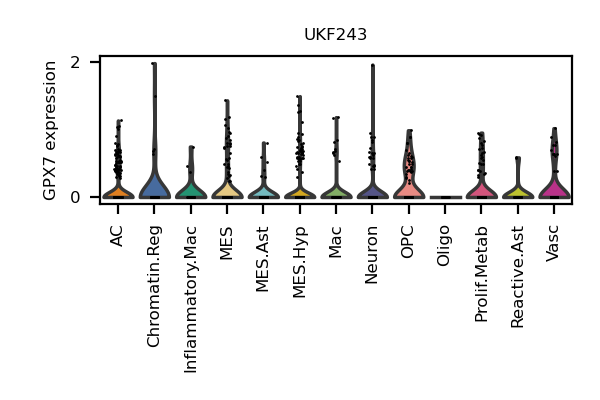 UKF243
GPX7 expression
2
0
AC
Chromatin.Reg
Inflammatory.Mac
MES
MES.Ast
MES.Hyp
Mac
Neuron
OPC
Oligo
Prolif.Metab
Reactive.Ast
Vasc